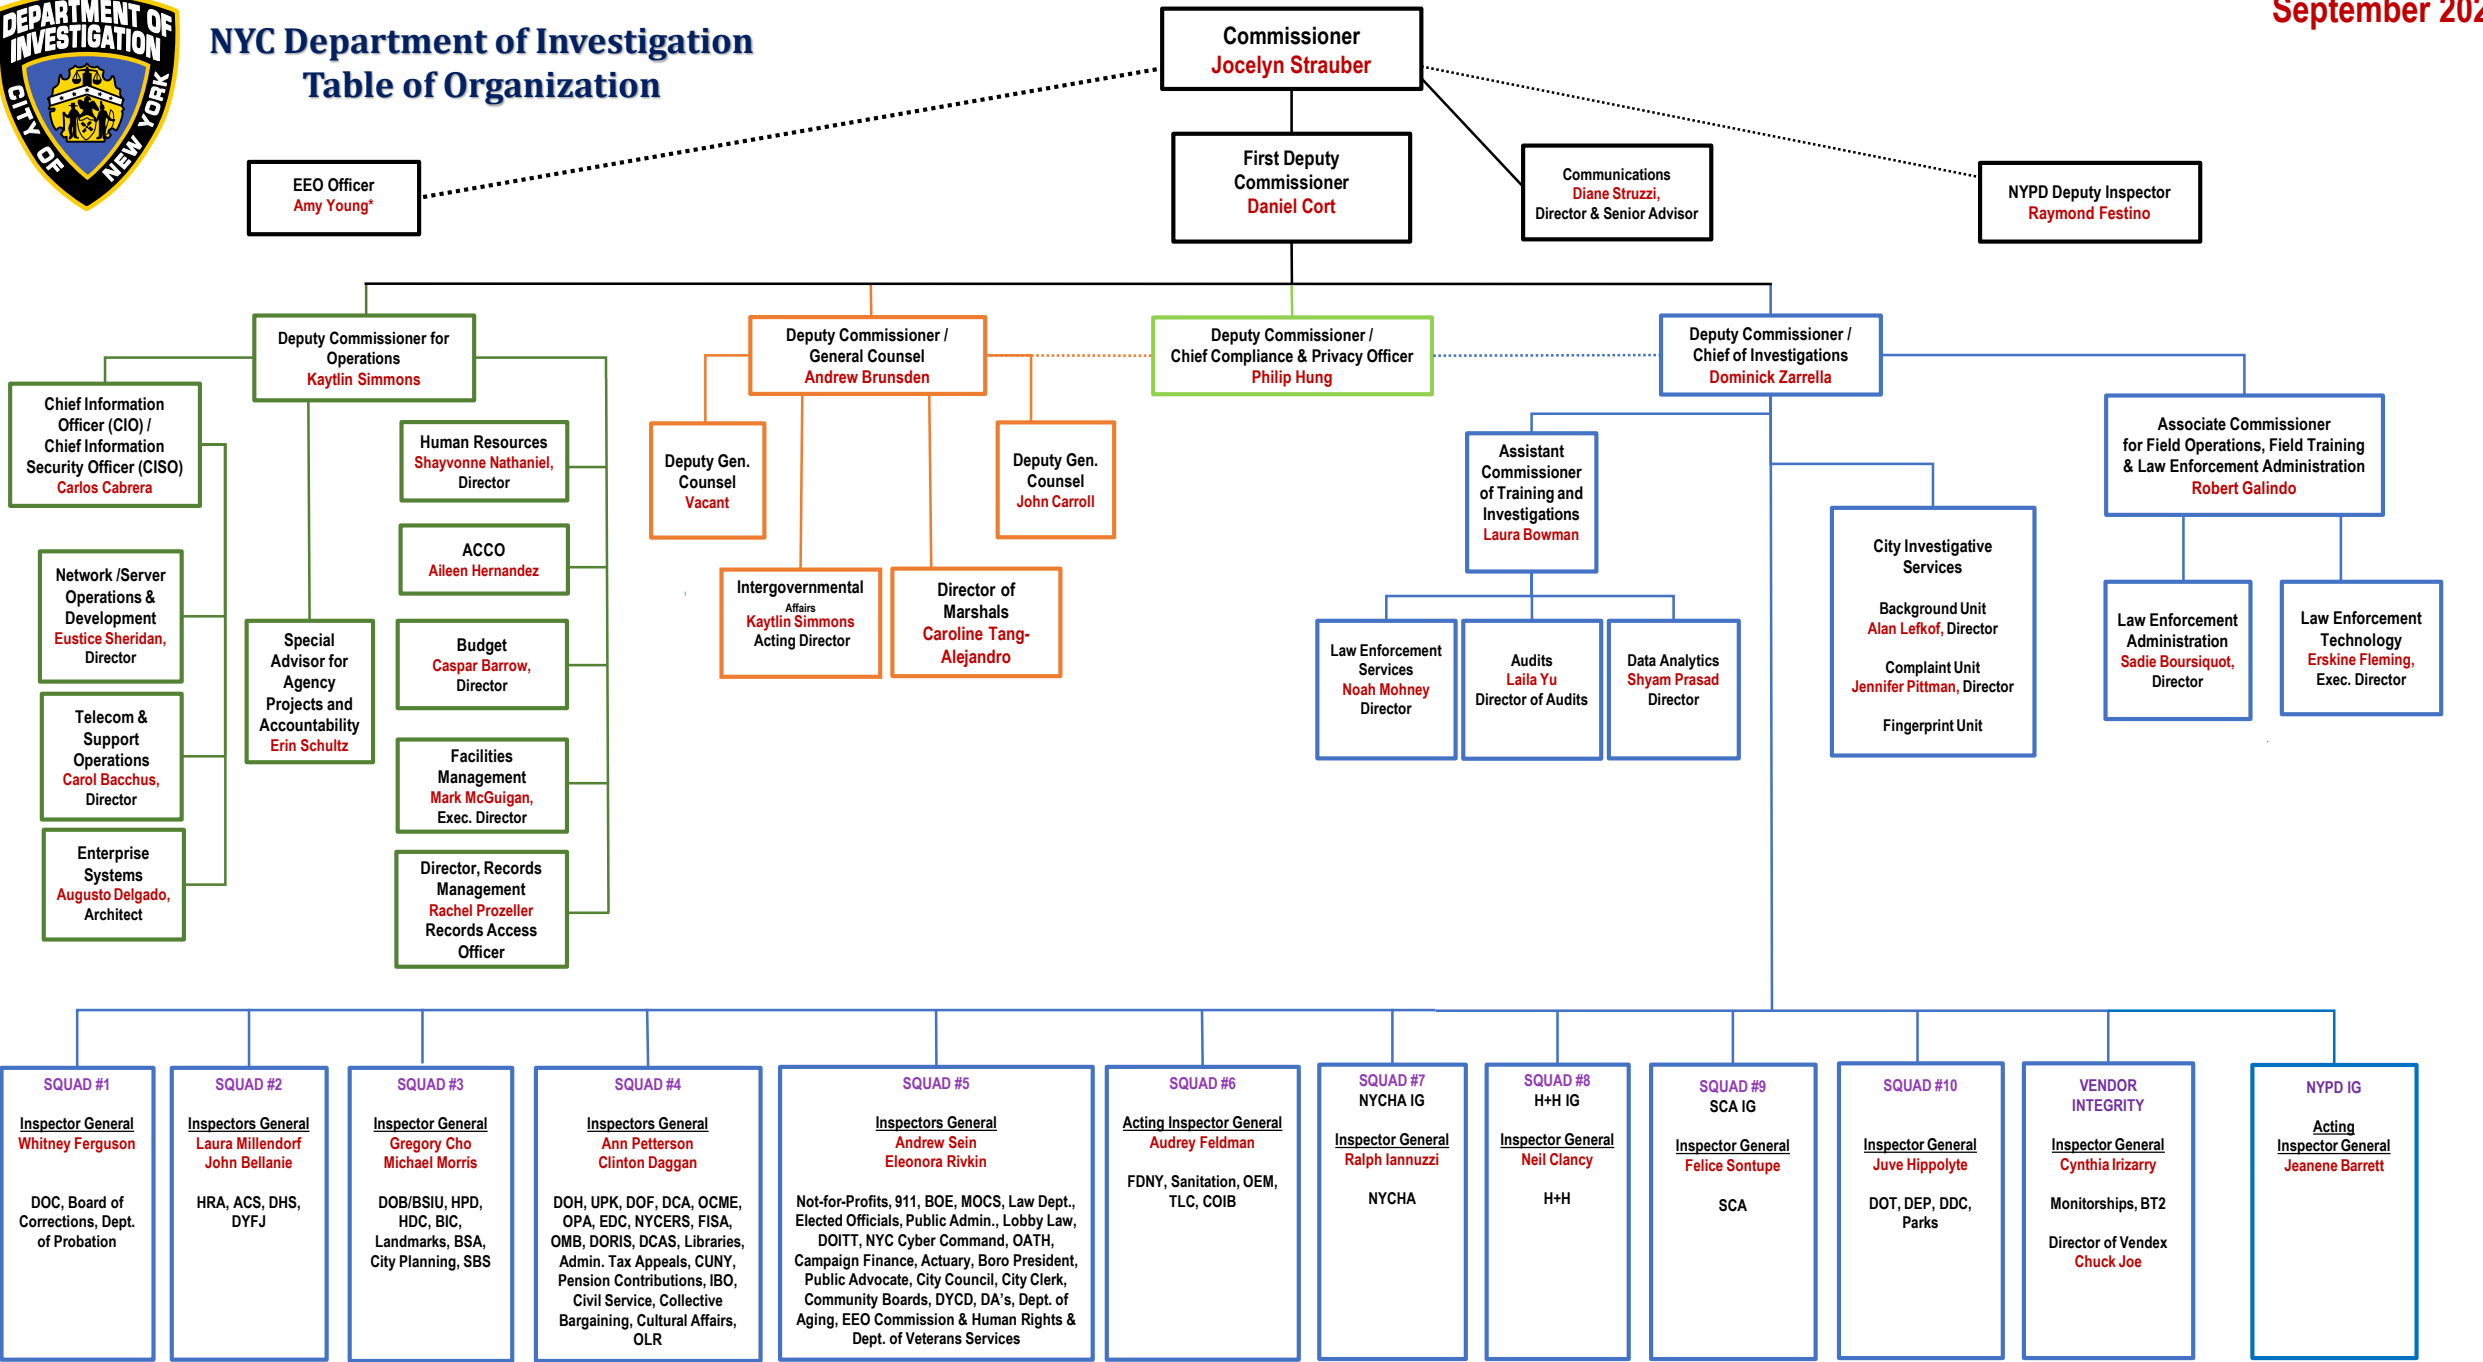 DEPARTMENT OF
INVESTIGATION
CITY OF
NEW YORK
NYC Department of Investigation
Table of Organization
September 202
Commissioner
Jocelyn Strauber
First Deputy
Commissioner
Daniel Cort
Communications
Diane Struzzi,
Director & Senior Advisor
EEO Officer
Amy Young*
NYPD Deputy Inspector
Raymond Festino
Deputy Commissioner for
Operations
Kaytlin Simmons
Deputy Commissioner /
General Counsel
Andrew Brunsden
Deputy Commissioner /
Chief Compliance & Privacy Officer
Philip Hung
Deputy Commissioner /
Chief of Investigations
Dominick Zarrella
Chief Information
Officer (CIO) /
Chief Information
Security Officer (CISO)
Carlos Cabrera
Network /Server
Operations &
Development
Eustice Sheridan,
Director
Telecom &
Support
Operations
Carol Bacchus,
Director
Enterprise
Systems
Augusto Delgado,
Architect
Special
Advisor for
Agency
Projects and
Accountability
Erin Schultz
Human Resources
Shayvonne Nathaniel,
Director
ACCO
Aileen Hernandez
Budget
Caspar Barrow,
Director
Facilities
Management
Mark McGuigan,
Exec. Director
Director, Records
Management
Rachel Prozeller
Records Access
Officer
Deputy Gen.
Counsel
Vacant
Deputy Gen.
Counsel
John Carroll
Intergovernmental
Affairs
Kaytlin Simmons
Acting Director
Director of
Marshals
Caroline Tang-
Alejandro
Assistant
Commissioner
of Training and
Investigations
Laura Bowman
Law Enforcement
Services
Noah Mohney
Director
Audits
Laila Yu
Director of Audits
Data Analytics
Shyam Prasad
Director
City Investigative
Services
Background Unit
Alan Lefkof, Director
Complaint Unit
Jennifer Pittman, Director
Fingerprint Unit
Associate Commissioner
for Field Operations, Field Training
& Law Enforcement Administration
Robert Galindo
Law Enforcement
Administration
Sadie Boursiquot,
Director
Law Enforcement
Technology
Erskine Fleming,
Exec. Director
SQUAD #1
Inspector General
Whitney Ferguson
DOC, Board of
Corrections, Dept.
of Probation
SQUAD #2
Inspectors General
Laura Millendorf
John Bellanie
HRA, ACS, DHS,
DYFJ
SQUAD #3
Inspector General
Gregory Cho
Michael Morris
DOB/BSIU, HPD,
HDC, BIC,
Landmarks, BSA,
City Planning, SBS
SQUAD #4
Inspectors General
Ann Petterson
Clinton Daggan
DOH, UPK, DOF, DCA, OCME,
OPA, EDC, NYCERS, FISA,
OMB, DORIS, DCAS, Libraries,
Admin. Tax Appeals, CUNY,
Pension Contributions, IBO,
Civil Service, Collective
Bargaining, Cultural Affairs,
OLR
SQUAD #5
Inspectors General
Andrew Sein
Eleonora Rivkin
Not-for-Profits, 911, BOE, MOCS, Law Dept.,
Elected Officials, Public Admin., Lobby Law,
DOITT, NYC Cyber Command, OATH,
Campaign Finance, Actuary, Boro President,
Public Advocate, City Council, City Clerk,
Community Boards, DYCD, DA's, Dept. of
Aging, EEO Commission & Human Rights &
Dept. of Veterans Services
SQUAD #6
Acting Inspector General
Audrey Feldman
FDNY, Sanitation, OEM,
TLC, COIB
SQUAD #7
NYCHA IG
Inspector General
Ralph Iannuzzi
NYCHA
SQUAD #8
H+H IG
Inspector General
Neil Clancy
H+H
SQUAD #9
SCA IG
Inspector General
Felice Sontupe
SCA
SQUAD #10
Inspector General
Juve Hippolyte
DOT, DEP, DDC,
Parks
VENDOR
INTEGRITY
Inspector General
Cynthia Irizarry
Monitorships, BT2
Director of Vendex
Chuck Joe
NYPD IG
Acting
Inspector General
Jeanene Barrett